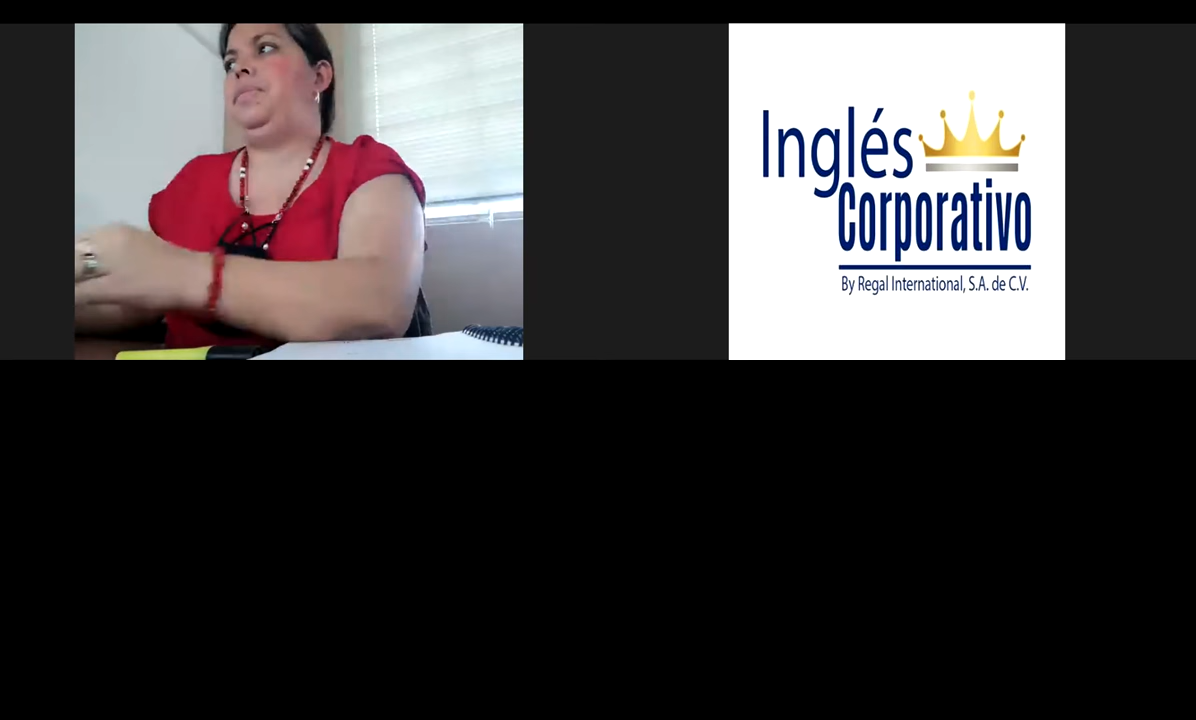 Inglés
Corporativo
By Regal International, S.A. de C.V.